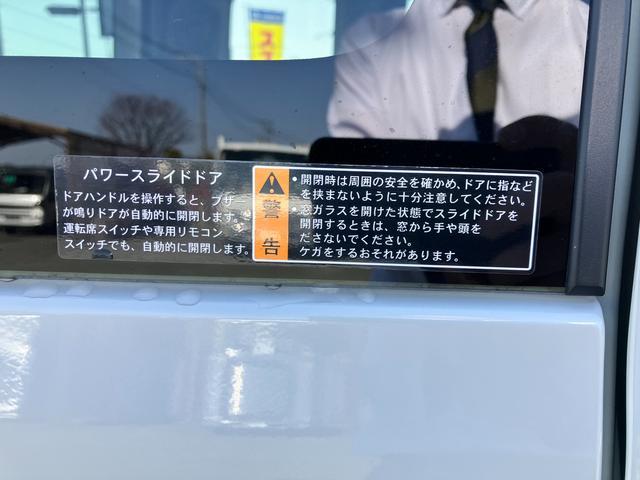 パワースライドドア
ドアハンドルを操作すると、ブザー
が鳴りドアが自動的に開閉します。
運転席スイッチや専用リモコン
スイッチでも、自動的に開閉します。
警告
・開閉時は周囲の安全を確かめ、ドアに指など
を挟まないように十分注意してください。
・窓ガラスを開けた状態でスライドドアを
開閉するときは、窓から手や頭を
ださないでください。
ケガをするおそれがあります。